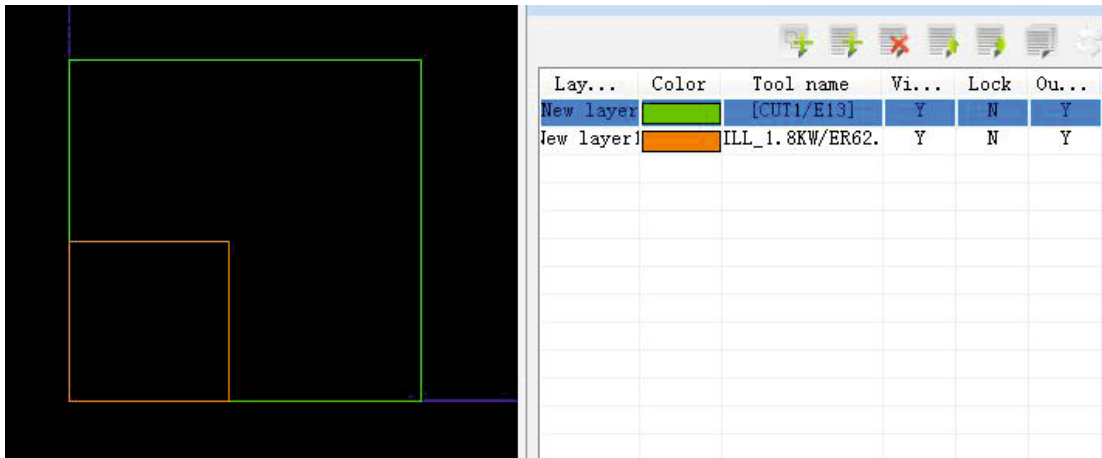 Lay... Color Tool name Vi... Lock Ou...
New layer [CUT1/E13] Y N Y
New layer1 ILL_1.8KW/ER62. Y N Y